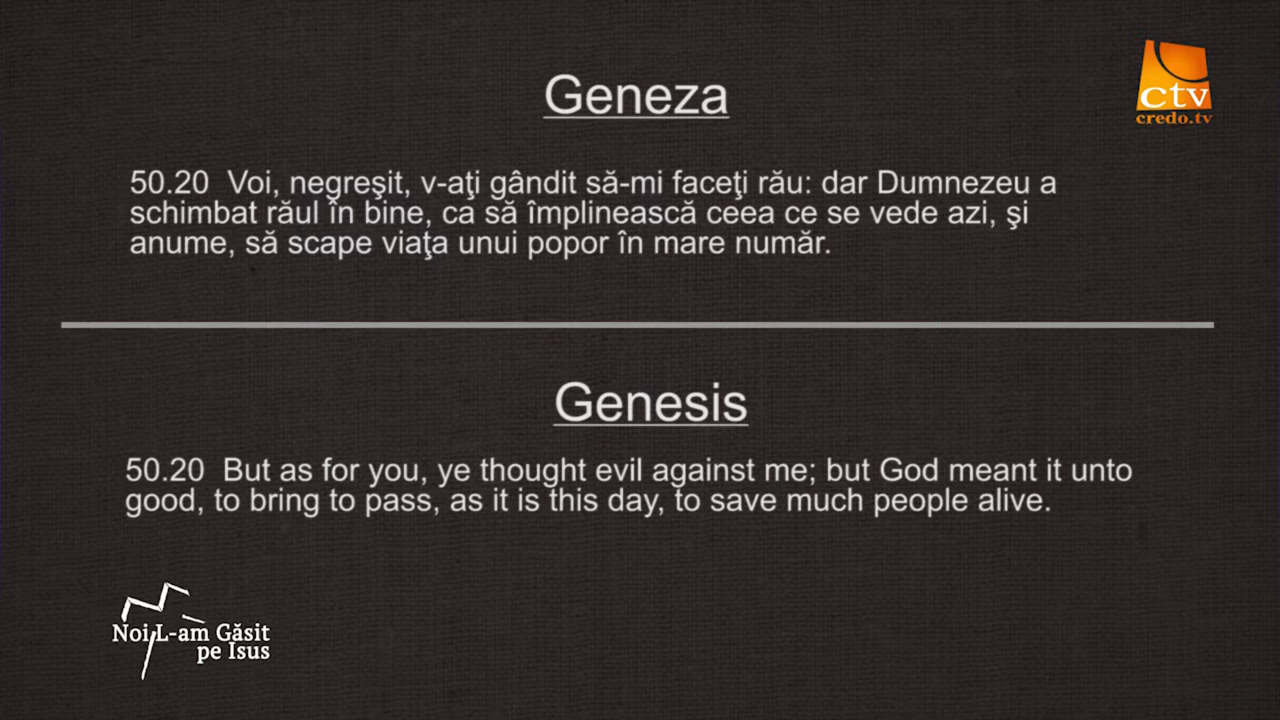 Geneza
ctv
credo.tv
50.20 Voi, negreşit, v-aţi gândit să-mi faceţi rău: dar Dumnezeu a
schimbat răul în bine, ca să împlinească ceea ce se vede azi, şi
anume, să scape viaţa unui popor în mare număr.
Genesis
50.20 But as for you, ye thought evil against me; but God meant it unto
good, to bring to pass, as it is this day, to save much people alive.
Noi L-am Găsit
pe Isus